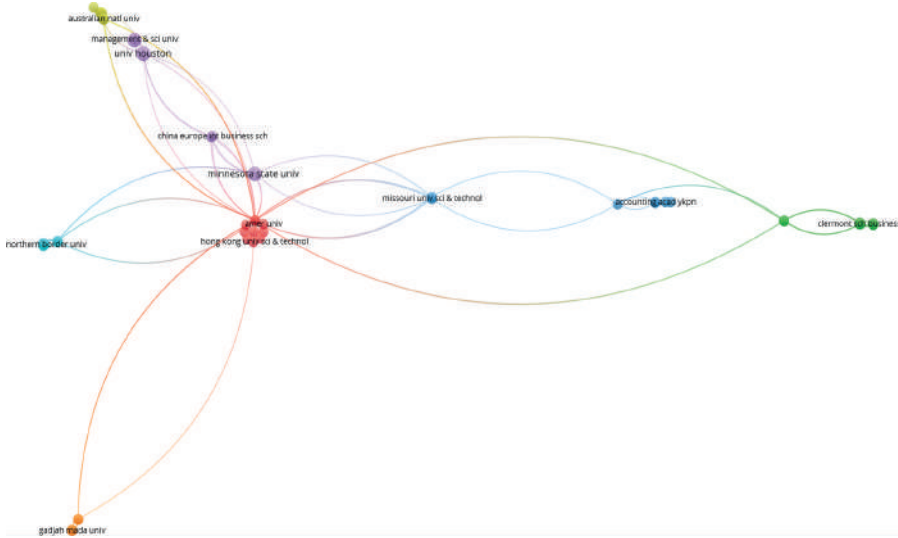 australian natl univ
management & sci univ
univ houston
china europe int business sch
minnesota state univ
missouri univ sci & technol
accounting acad ykpn
amer univ
clermont sch business
hong kong univ sci & technol
northern border univ
gadjah mada univ